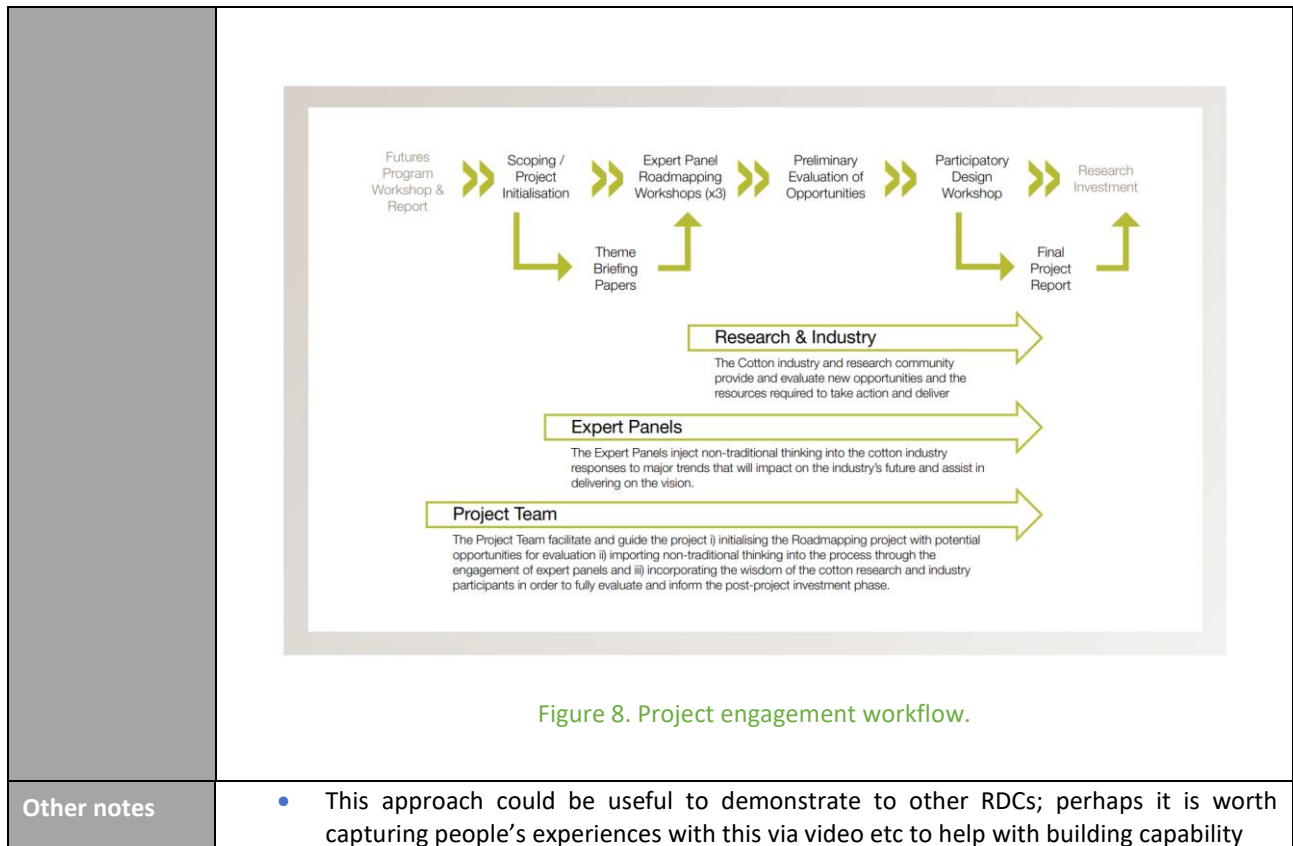 Futures
Program
Workshop &
Report
Scoping /
Project
Initialisation
Expert Panel
Roadmapping
Workshops (x3)
Preliminary
Evaluation of
Opportunities
Participatory
Design
Workshop
Research
Investment
Theme
Briefing
Papers
Final
Project
Report
Research & Industry
The Cotton industry and research community
provide and evaluate new opportunities and the
resources required to take action and deliver
Expert Panels
The Expert Panels inject non-traditional thinking into the cotton industry
responses to major trends that will impact on the industry's future and assist in
delivering on the vision.
Project Team
The Project Team facilitate and guide the project i) initialising the Roadmapping project with potential
opportunities for evaluation ii) importing non-traditional thinking into the process through the
engagement of expert panels and iii) incorporating the wisdom of the cotton research and industry
participants in order to fully evaluate and inform the post-project investment phase.
Figure 8. Project engagement workflow.
Other notes
• This approach could be useful to demonstrate to other RDCs; perhaps it is worth
capturing people's experiences with this via video etc to help with building capability